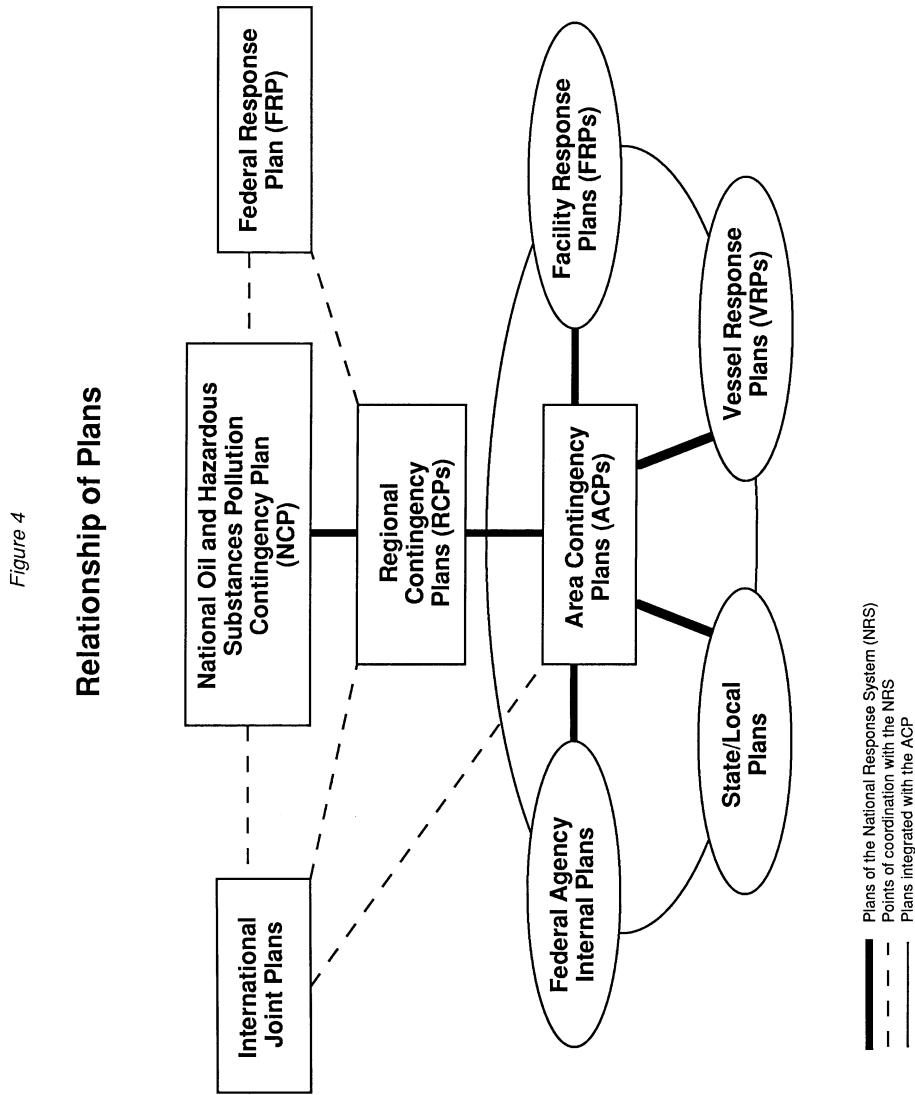 Figure 4
Relationship of Plans
International
Joint Plans
National Oil and Hazardous
Substances Pollution
Contingency Plan
(NCP)
Federal Response
Plan (FRP)
Regional
Contingency
Plans (RCPs)
Area Contingency
Plans (ACPs)
Federal Agency
Internal Plans
Facility Response
Plans (FRPs)
State/Local
Plans
Vessel Response
Plans (VRPs)
Plans of the National Response System (NRS)
Points of coordination with the NRS
Plans integrated with the ACP